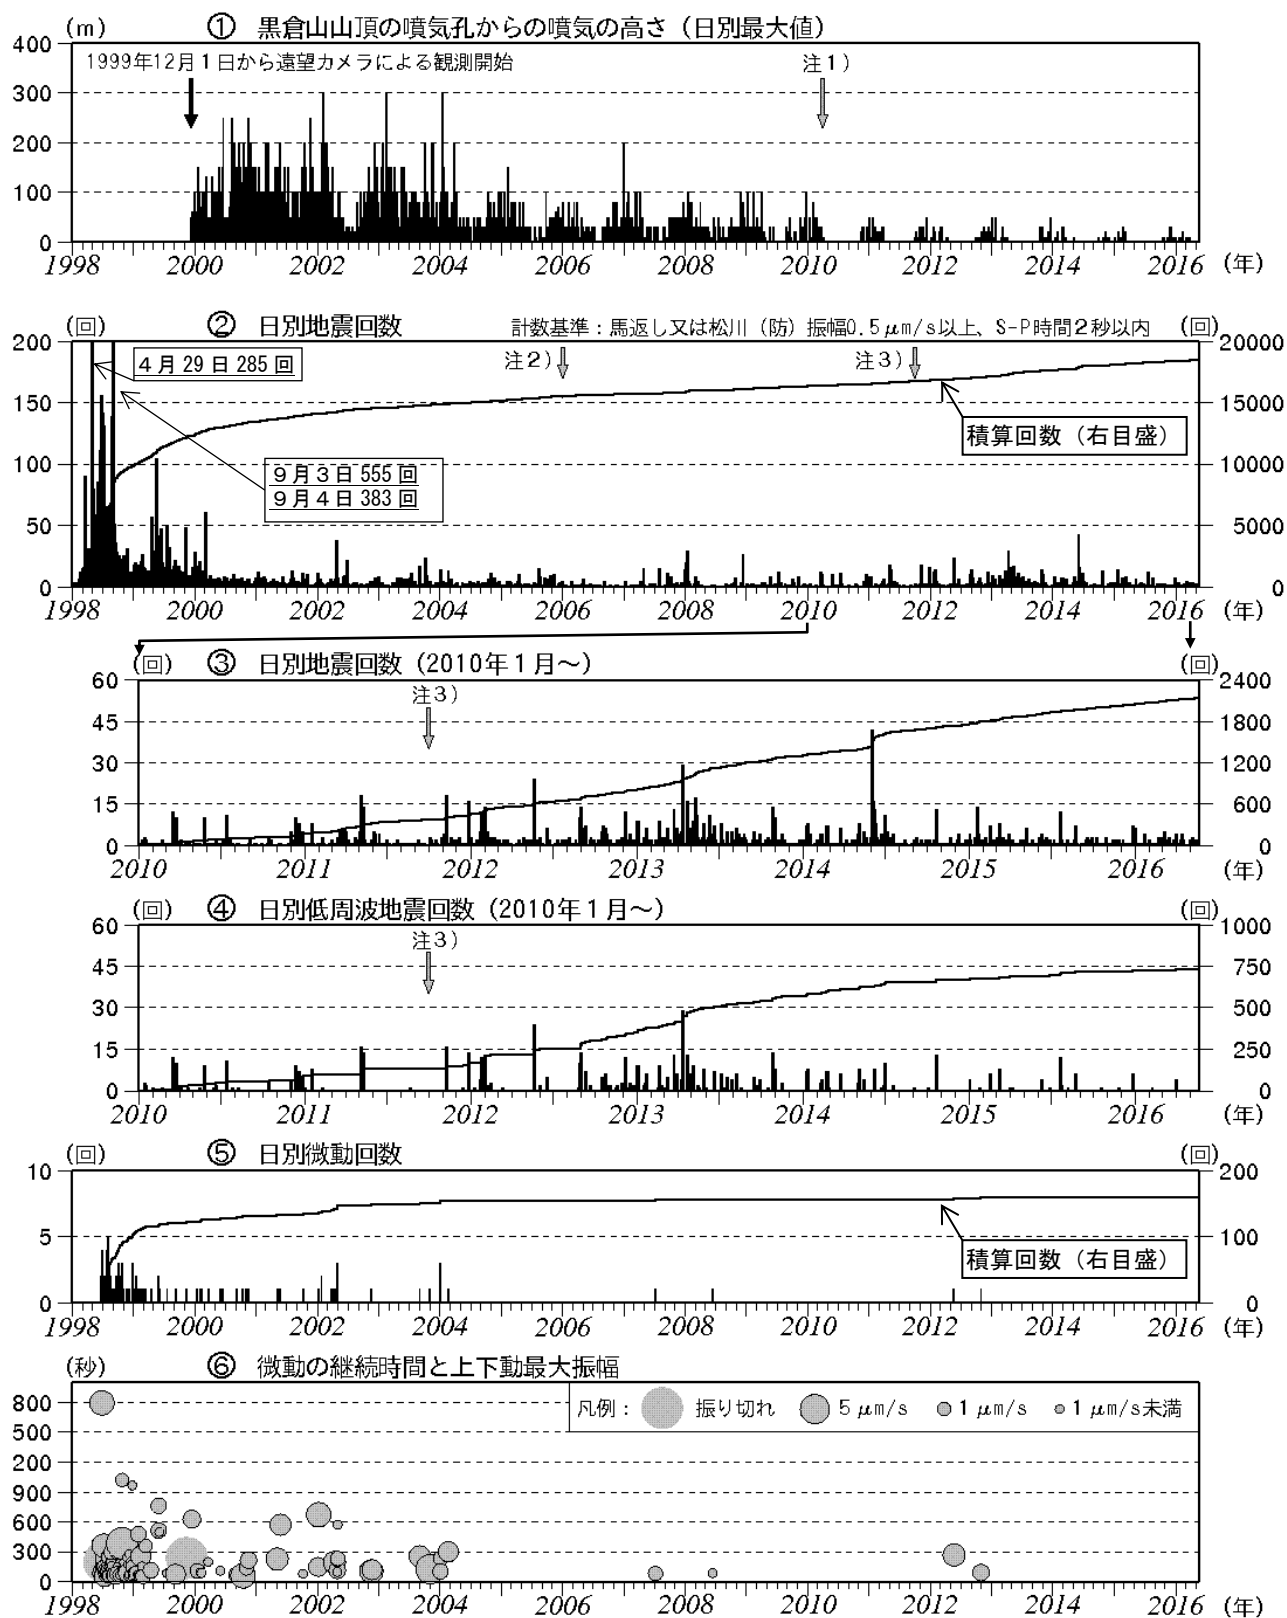 (m) ① 黒倉山山頂の噴気孔からの噴気の高さ（日別最大値）
400
300
200
100
0
1999年12月１日から遠望カメラによる観測開始
注１）
1998 2000 2002 2004 2006 2008 2010 2012 2014 2016 (年)
(回) ② 日別地震回数 計数基準：馬返し又は松川（防）振幅0.5μm/s以上、S-P時間２秒以内 (回)
200 20000
150 15000
100 10000
50 5000
0 0
４月29日285回
９月３日555回
９月４日383回
注２）
注３）
積算回数（右目盛）
1998 2000 2002 2004 2006 2008 2010 2012 2014 2016 (年)
(回) ③ 日別地震回数（2010年１月～） (回)
60 2400
45 1800
30 1200
15 600
0 0
注３）
2010 2011 2012 2013 2014 2015 2016 (年)
(回) ④ 日別低周波地震回数（2010年１月～） (回)
60 1000
45 750
30 500
15 250
0 0
注３）
2010 2011 2012 2013 2014 2015 2016 (年)
(回) ⑤ 日別微動回数 (回)
10 200
5 100
0 0
積算回数（右目盛）
1998 2000 2002 2004 2006 2008 2010 2012 2014 2016 (年)
(秒) ⑥ 微動の継続時間と上下動最大振幅
凡例： 振り切れ 5μm/s 1μm/s 1μm/s未満
800
500
200
900
600
300
0
1998 2000 2002 2004 2006 2008 2010 2012 2014 2016 (年)